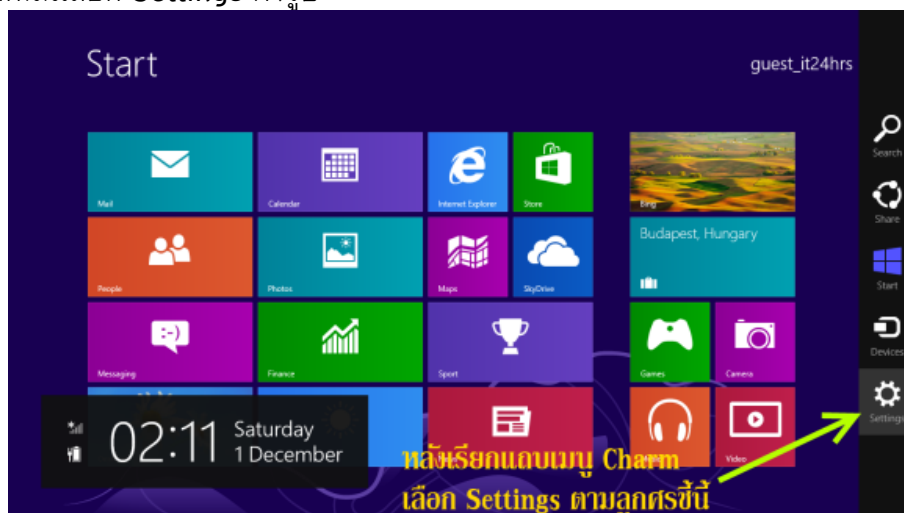 Start
guest_it24hrs
Search
Share
Start
Devices
Settings
Mail
Calendar
Internet Explorer
Store
Bing
People
Photos
Maps
SkyDrive
Budapest, Hungary
Messaging
Finance
Sport
Games
Camera
Video
02:11
Saturday
1 December
หลังเรียกแถบเมนู Charm
เลือก Settings ตามลูกศรชี้นี้